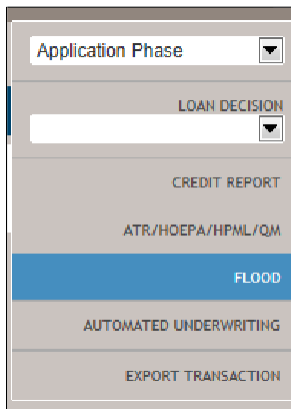 Application Phase
LOAN DECISION
CREDIT REPORT
ATR/HOEPA/HPML/QM
FLOOD
AUTOMATED UNDERWRITING
EXPORT TRANSACTION